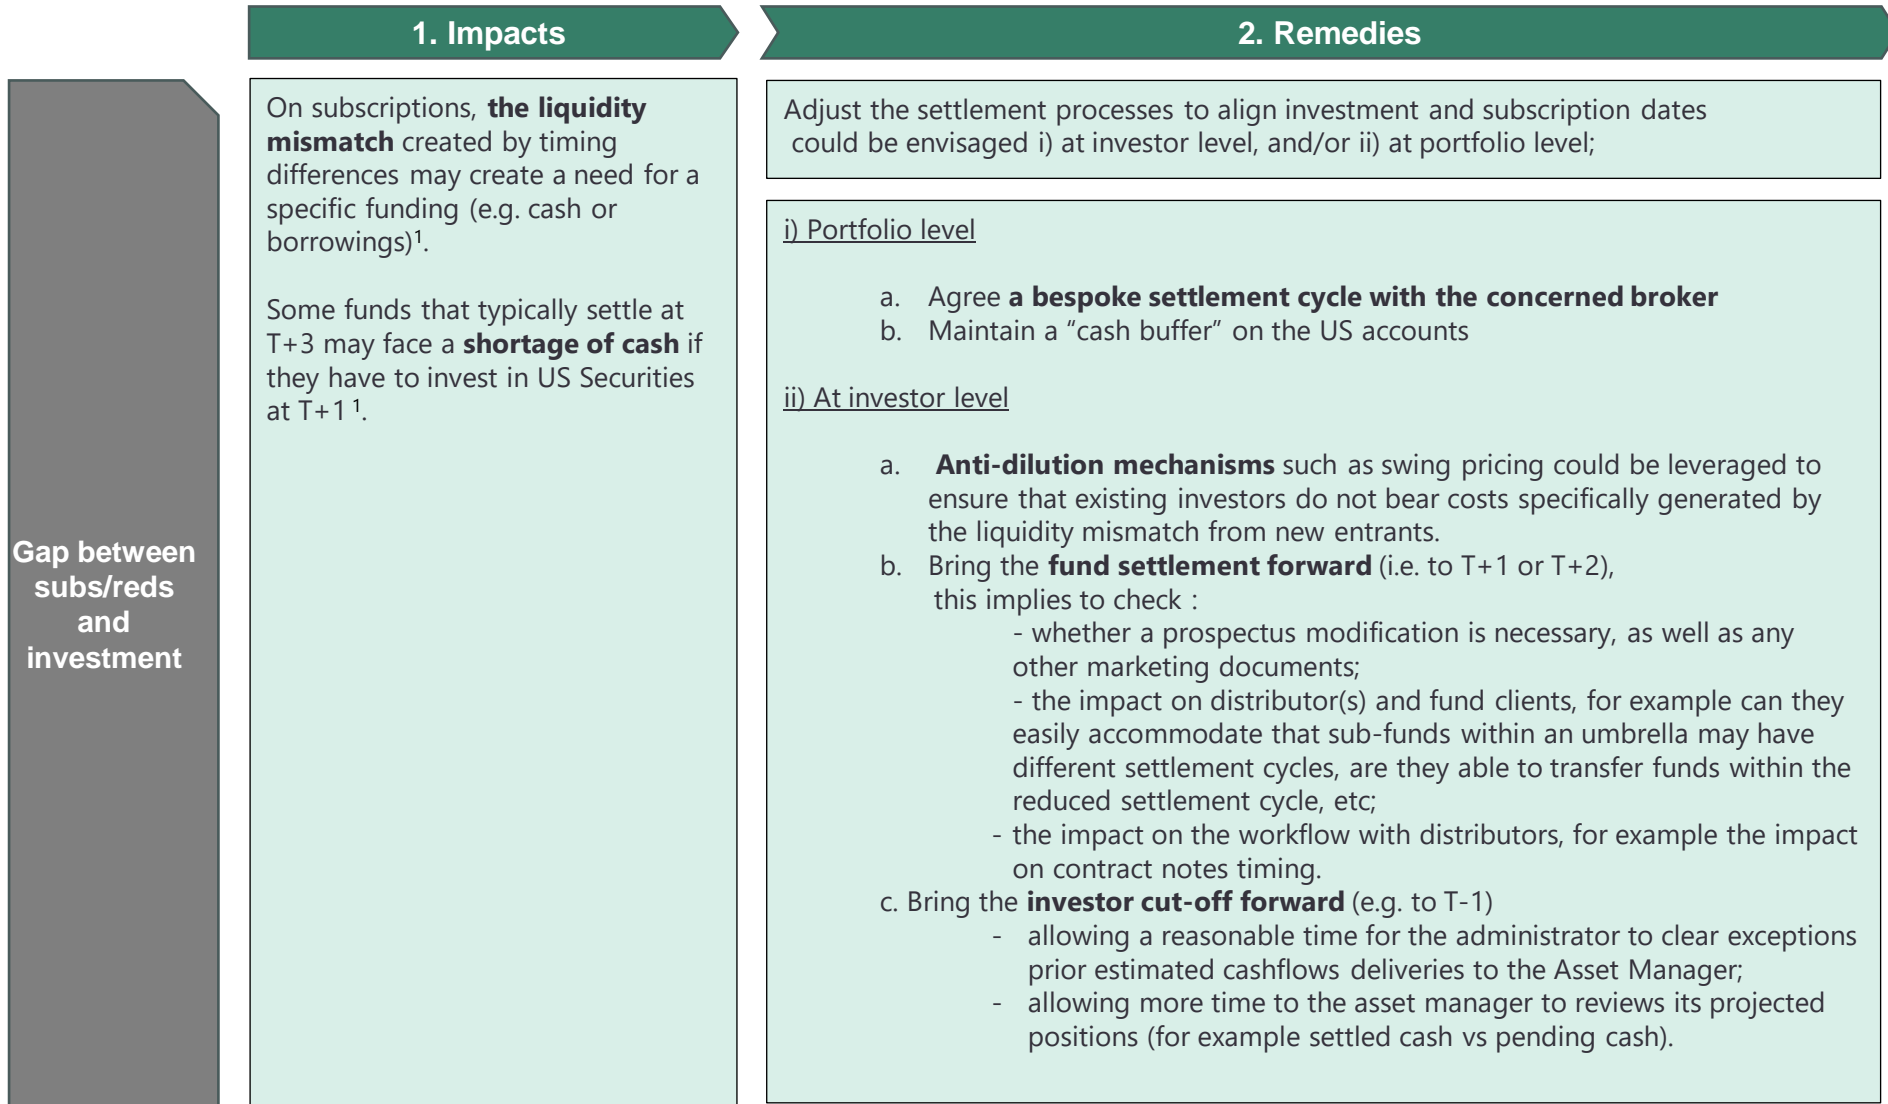 1. Impacts
2. Remedies
Gap between
subs/reds
and
investment
On subscriptions, the liquidity
mismatch created by timing
differences may create a need for a
specific funding (e.g. cash or
borrowings)¹.
Some funds that typically settle at
T+3 may face a shortage of cash if
they have to invest in US Securities
at T+1 ¹.
Adjust the settlement processes to align investment and subscription dates
could be envisaged i) at investor level, and/or ii) at portfolio level;
i) Portfolio level
a. Agree a bespoke settlement cycle with the concerned broker
b. Maintain a “cash buffer” on the US accounts
ii) At investor level
a. Anti-dilution mechanisms such as swing pricing could be leveraged to
ensure that existing investors do not bear costs specifically generated by
the liquidity mismatch from new entrants.
b. Bring the fund settlement forward (i.e. to T+1 or T+2),
this implies to check :
- whether a prospectus modification is necessary, as well as any
other marketing documents;
- the impact on distributor(s) and fund clients, for example can they
easily accommodate that sub-funds within an umbrella may have
different settlement cycles, are they able to transfer funds within the
reduced settlement cycle, etc;
- the impact on the workflow with distributors, for example the impact
on contract notes timing.
c. Bring the investor cut-off forward (e.g. to T-1)
- allowing a reasonable time for the administrator to clear exceptions
prior estimated cashflows deliveries to the Asset Manager;
- allowing more time to the asset manager to reviews its projected
positions (for example settled cash vs pending cash).